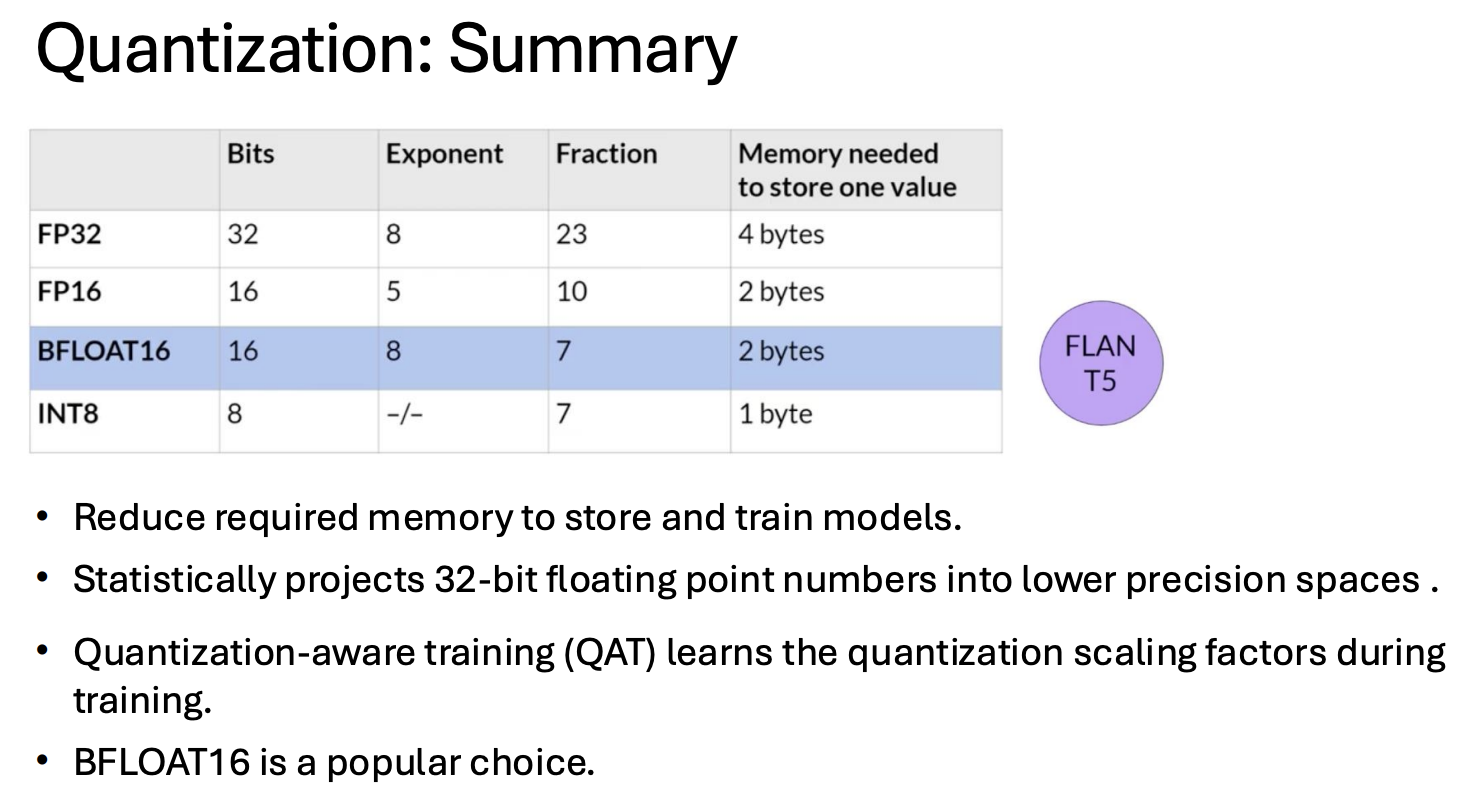 Quantization: Summary
Bits Exponent Fraction Memory needed
to store one value
FP32 32 8 23 4 bytes
FP16 16 5 10 2 bytes
BFLOAT16 16 8 7 2 bytes
INT8 8 –/– 7 1 byte
FLAN
T5
• Reduce required memory to store and train models.
• Statistically projects 32-bit floating point numbers into lower precision spaces .
• Quantization-aware training (QAT) learns the quantization scaling factors during
training.
• BFLOAT16 is a popular choice.